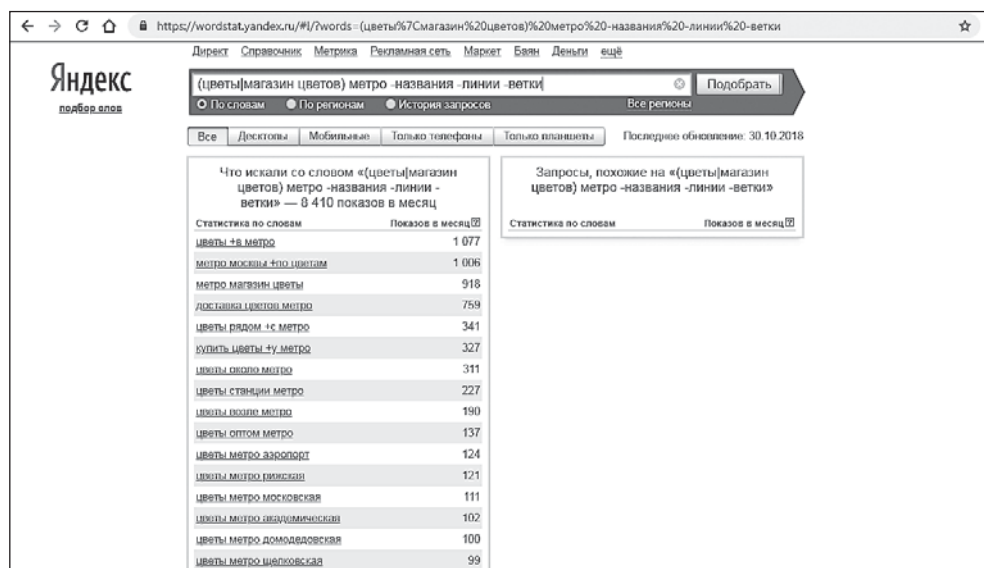 https://wordstat.yandex.ru/#!/?words=(цветы%7Cмагазин%20цветов)%20метро%20-названия%20-линии%20-ветки
Директ Справочник Метрика Рекламная сеть Маркет Баян Деньги ещё
Яндекс
подбор слов
(цветы|магазин цветов) метро -названия -линии -ветки
Подобрать
По словам По регионам История запросов Все регионы
Все Десктопы Мобильные Только телефоны Только планшеты Последнее обновление: 30.10.2018
Что искали со словом «(цветы|магазин
цветов) метро -названия -линии -
ветки» — 8 410 показов в месяц
Статистика по словам Показов в месяц ?
цветы +в метро 1 077
метро москвы +по цветам 1 006
метро магазин цветы 918
доставка цветов метро 759
цветы рядом +с метро 341
купить цветы +у метро 327
цветы около метро 311
цветы станции метро 227
цветы возле метро 190
цветы оптом метро 137
цветы метро аэропорт 124
цветы метро рижская 121
цветы метро московская 111
цветы метро академическая 102
цветы метро домодедовская 100
цветы метро щелковская 99
Запросы, похожие на «(цветы|магазин
цветов) метро -названия -линии -ветки»
Статистика по словам Показов в месяц ?